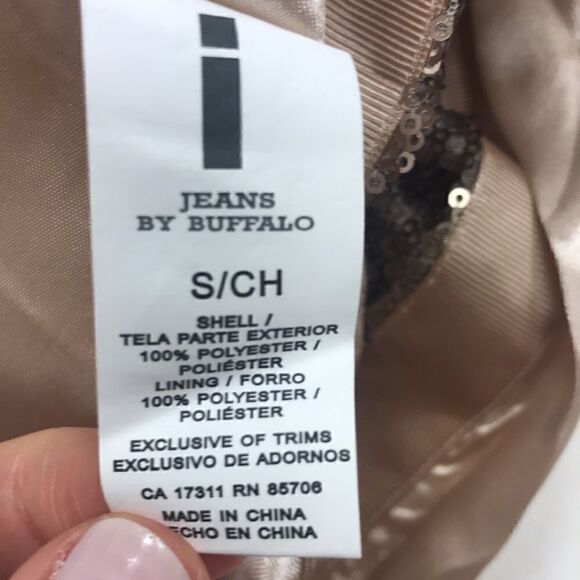 i
JEANS
BY BUFFALO
S/CH
SHELL /
TELA PARTE EXTERIOR
100% POLYESTER /
POLIÉSTER
LINING / FORRO
100% POLYESTER /
POLIÉSTER
EXCLUSIVE OF TRIMS
EXCLUSIVO DE ADORNOS
CA 17311 RN 85706
MADE IN CHINA
ECHO EN CHINA